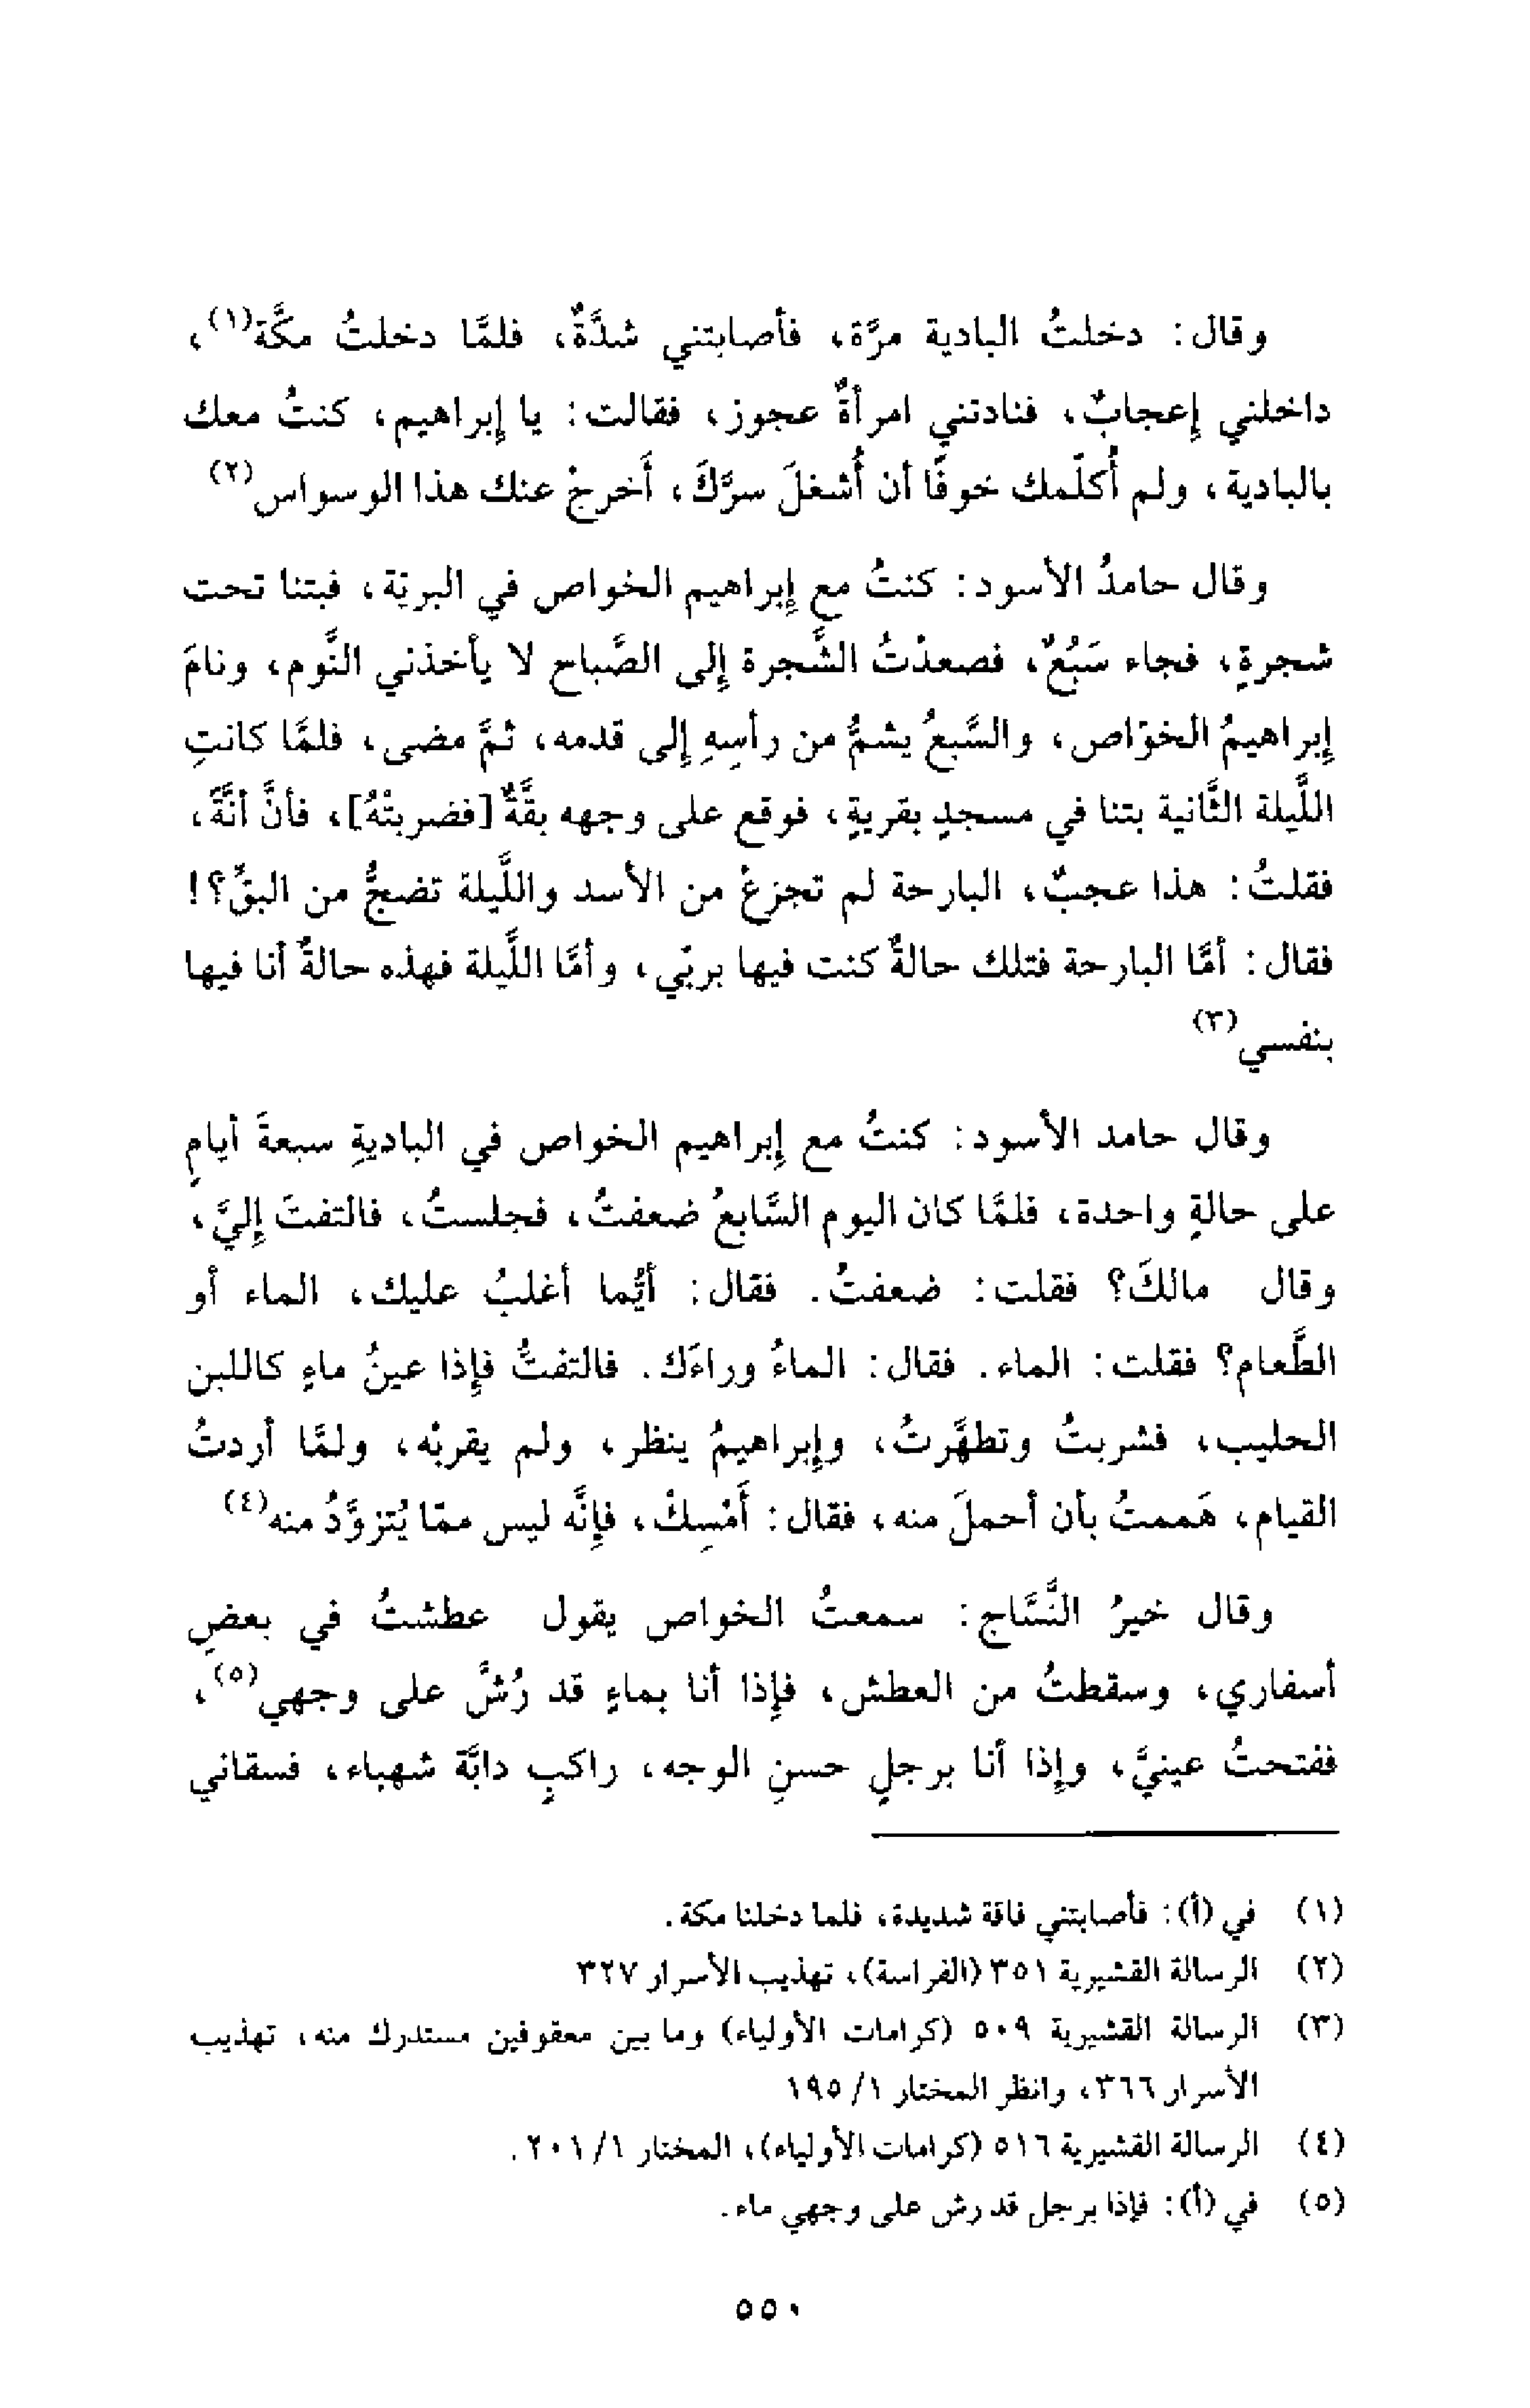 وقال: دخلتُ البادية مرَّة، فأصابتني شدَّةٌ، فلمَّا دخلتُ مكَّة(١)،
داخلني إعجابٌ، فنادتني امرأةٌ عجوز، فقالت: يا إبراهيم، كنتُ معك
بالبادية، ولم أُكلّمك خوفًا أن أُشغلَ سرَّكَ، أَخرجْ عنك هذا الوسواس(٢)
وقال حامدُ الأسود: كنتُ مع إبراهيم الخواص في البريّة، فبتنا تحت
شجرةٍ، فجاء سَبُعٌ، فصعدْتُ الشَّجرة إلى الصَّباح لا يأخذني النَّوم، ونامَ
إبراهيمُ الخوّاص، والسَّبعُ يشمُّ من رأسِهِ إلى قدمه، ثمَّ مضى، فلمَّا كانتِ
اللَّيلة الثَّانية بتنا في مسجدٍ بقريةٍ، فوقع على وجهه بقَّةٌ [فضربتْهُ]، فأنَّ أنَّةً،
فقلتُ: هذا عجبٌ، البارحة لم تجزعْ من الأسد واللَّيلة تضجُّ من البقِّ؟!
فقال: أمَّا البارحة فتلك حالةٌ كنت فيها بربّي، وأمَّا اللَّيلة فهذه حالةٌ أنا فيها
بنفسي(٣)
وقال حامد الأسود: كنتُ مع إبراهيم الخواص في الباديةِ سبعةَ أيامٍ
على حالةٍ واحدة، فلمَّا كان اليوم السَّابعُ ضعفتُ، فجلستُ، فالتفتَ إليَّ،
وقال مالكَ؟ فقلت: ضعفتُ. فقال: أيّما أغلبُ عليك، الماء أو
الطَّعام؟ فقلت: الماء. فقال: الماءُ وراءَك. فالتفتُّ فإذا عينُ ماءٍ كاللبن
الحليب، فشربتُ وتطهَّرتُ، وإبراهيمُ ينظر، ولم يقربْه، ولمَّا أردتُ
القيام، هَممتُ بأن أحملَ منه، فقال: أَمْسِكْ، فإنَّه ليس ممّا يُتزوَّدُ منه(٤)
وقال خيرُ النَّسَّاج: سمعتُ الخواص يقول عطشتُ في بعضِ
أسفاري، وسقطتُ من العطش، فإذا أنا بماءٍ قد رُشَّ على وجهي(٥)،
ففتحتُ عينيَّ، وإذا أنا برجلٍ حسنِ الوجه، راكبٍ دابَّة شهباء، فسقاني
(١) في (أ): فأصابتني فاقة شديدة، فلما دخلنا مكة.
(٢) الرسالة القشيرية ٣٥١ (الفراسة)، تهذيب الأسرار ٣٢٧
(٣) الرسالة القشيرية ٥٠٩ (كرامات الأولياء) وما بين معقوفين مستدرك منه، تهذيب
الأسرار ٣٦٦، وانظر المختار ١/ ١٩٥
(٤) الرسالة القشيرية ٥١٦ (كرامات الأولياء)، المختار ١/ ٢٠١.
(٥) في (أ): فإذا برجل قد رش على وجهي ماء.
٥٥٠